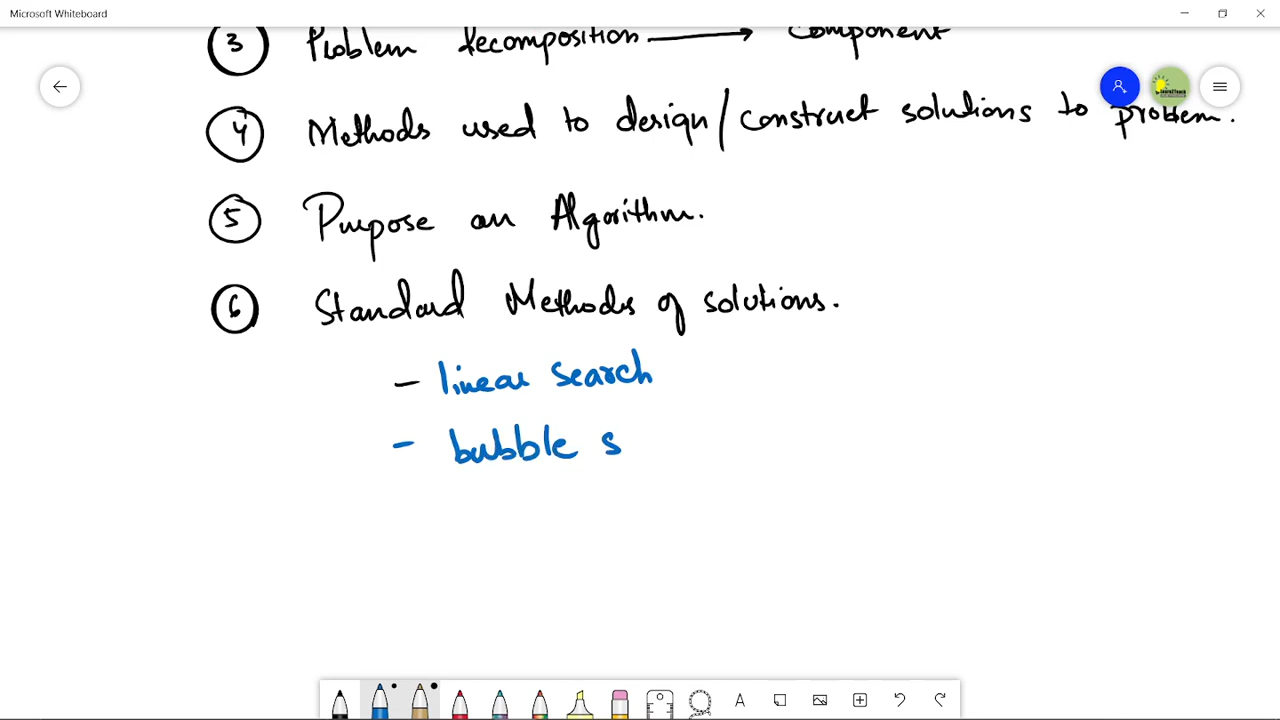 Microsoft Whiteboard
3 Problem decomposition → Component
4 Methods used to design/construct solutions to problem.
5 Purpose an Algorithm.
6 Standard Methods of solutions.
- linear search
- bubble s
A